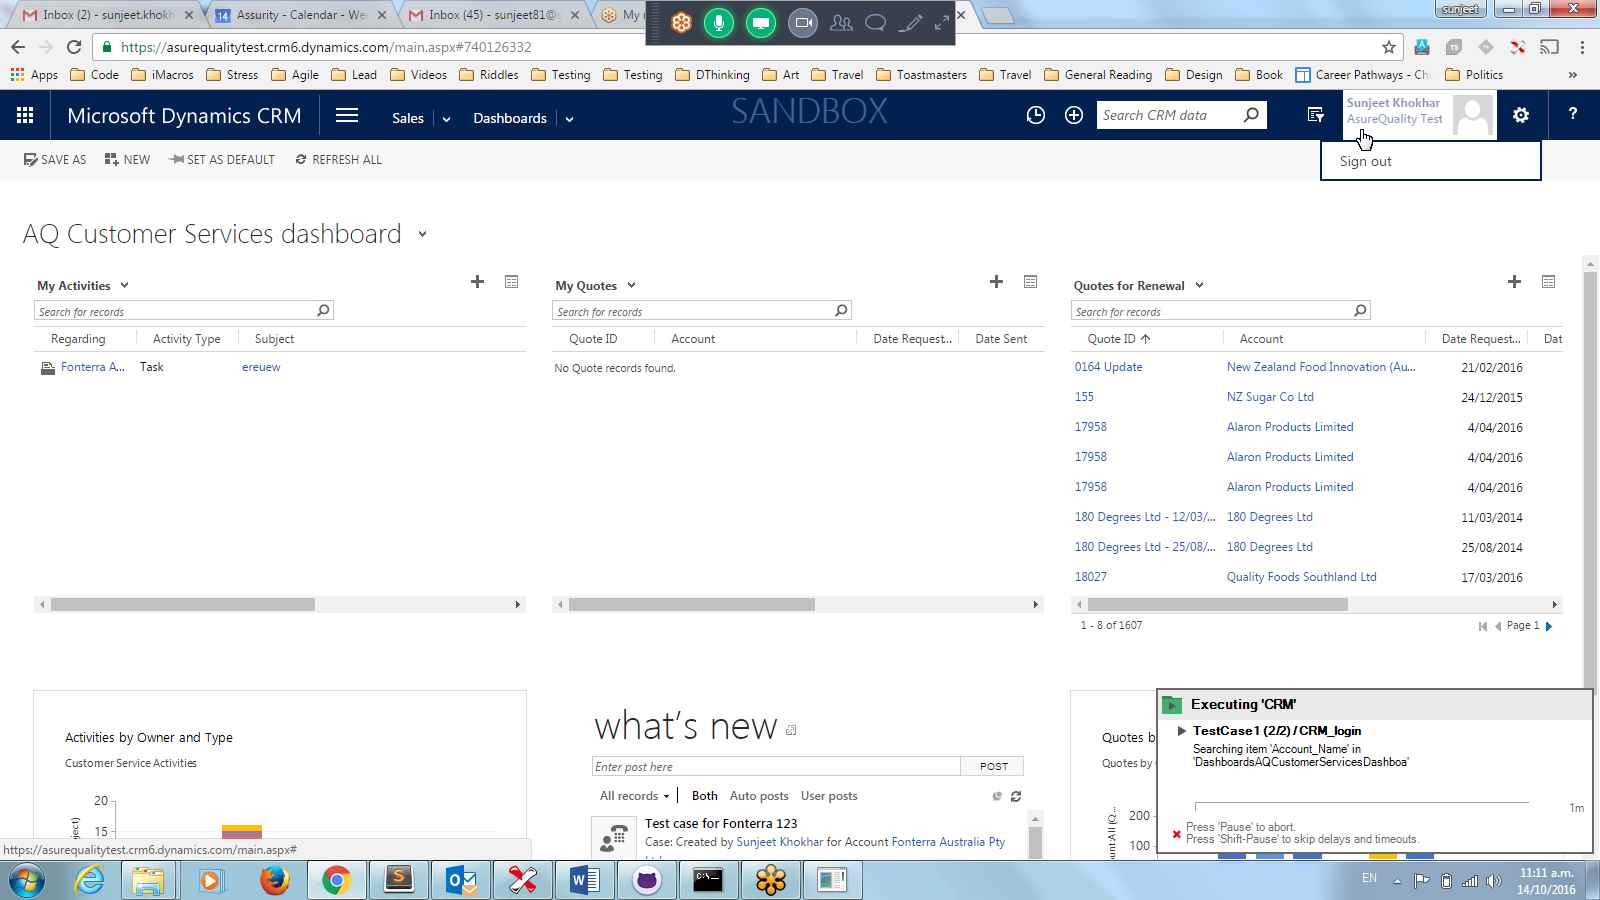 Inbox (2) - sunjeet.khokh
Assurity - Calendar - We
Inbox (45) - sunjeet81@
My
sunjeet
https://asurequalitytest.crm6.dynamics.com/main.aspx#740126332
Apps
Code
iMacros
Stress
Agile
Lead
Videos
Riddles
Testing
Testing
DThinking
Art
Travel
Toastmasters
Travel
General Reading
Design
Book
Career Pathways - Ch
Politics
»
Microsoft Dynamics CRM
Sales
Dashboards
SANDBOX
Search CRM data
Sunjeet Khokhar
AsureQuality Test
?
SAVE AS
NEW
SET AS DEFAULT
REFRESH ALL
Sign out
AQ Customer Services dashboard
My Activities
Search for records
Regarding
Activity Type
Subject
Fonterra A...
Task
ereuew
My Quotes
Search for records
Quote ID
Account
Date Request...
Date Sent
No Quote records found.
Quotes for Renewal
Search for records
Quote ID
Account
Date Request...
Dat
0164 Update
New Zealand Food Innovation (Au...
21/02/2016
155
NZ Sugar Co Ltd
24/12/2015
17958
Alaron Products Limited
4/04/2016
17958
Alaron Products Limited
4/04/2016
17958
Alaron Products Limited
4/04/2016
180 Degrees Ltd - 12/03/...
180 Degrees Ltd
11/03/2014
180 Degrees Ltd - 25/08/...
180 Degrees Ltd
25/08/2014
18027
Quality Foods Southland Ltd
17/03/2016
1 - 8 of 1607
Page 1
Activities by Owner and Type
Customer Service Activities
20
15
ject)
what's new
Enter post here
POST
All records
Both
Auto posts
User posts
Test case for Fonterra 123
Case: Created by Sunjeet Khokhar for Account Fonterra Australia Pty
Quotes b
Quotes by
200
100
unt:All (Q...
Executing 'CRM'
TestCase1 (2/2) / CRM_login
Searching item 'Account_Name' in
'DashboardsAQCustomerServicesDashboa'
1m
Press 'Pause' to abort.
Press 'Shift-Pause' to skip delays and timeouts.
https://asurequalitytest.crm6.dynamics.com/main.aspx#
EN
11:11 a.m.
14/10/2016